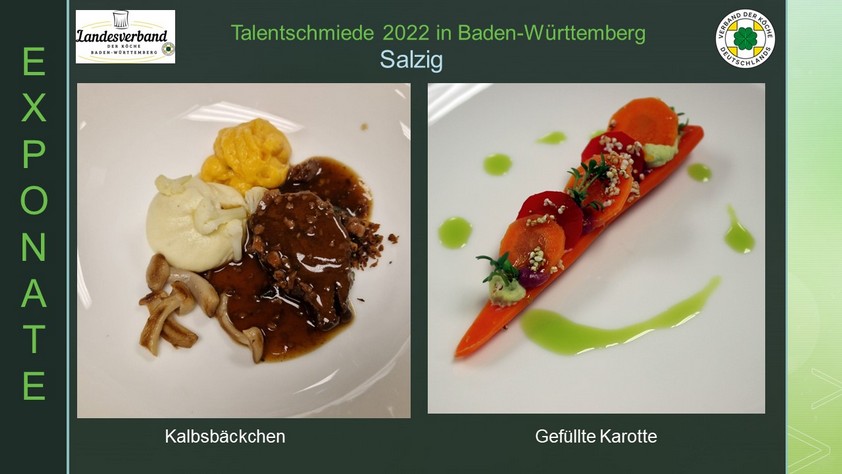 EXPONATE
Landesverband
DER KÖCHE
BADEN-WÜRTTEMBERG
Talentschmiede 2022 in Baden-Württemberg
Salzig
VERBAND DER KÖCHE
DEUTSCHLANDS
Kalbsbäckchen
Gefüllte Karotte